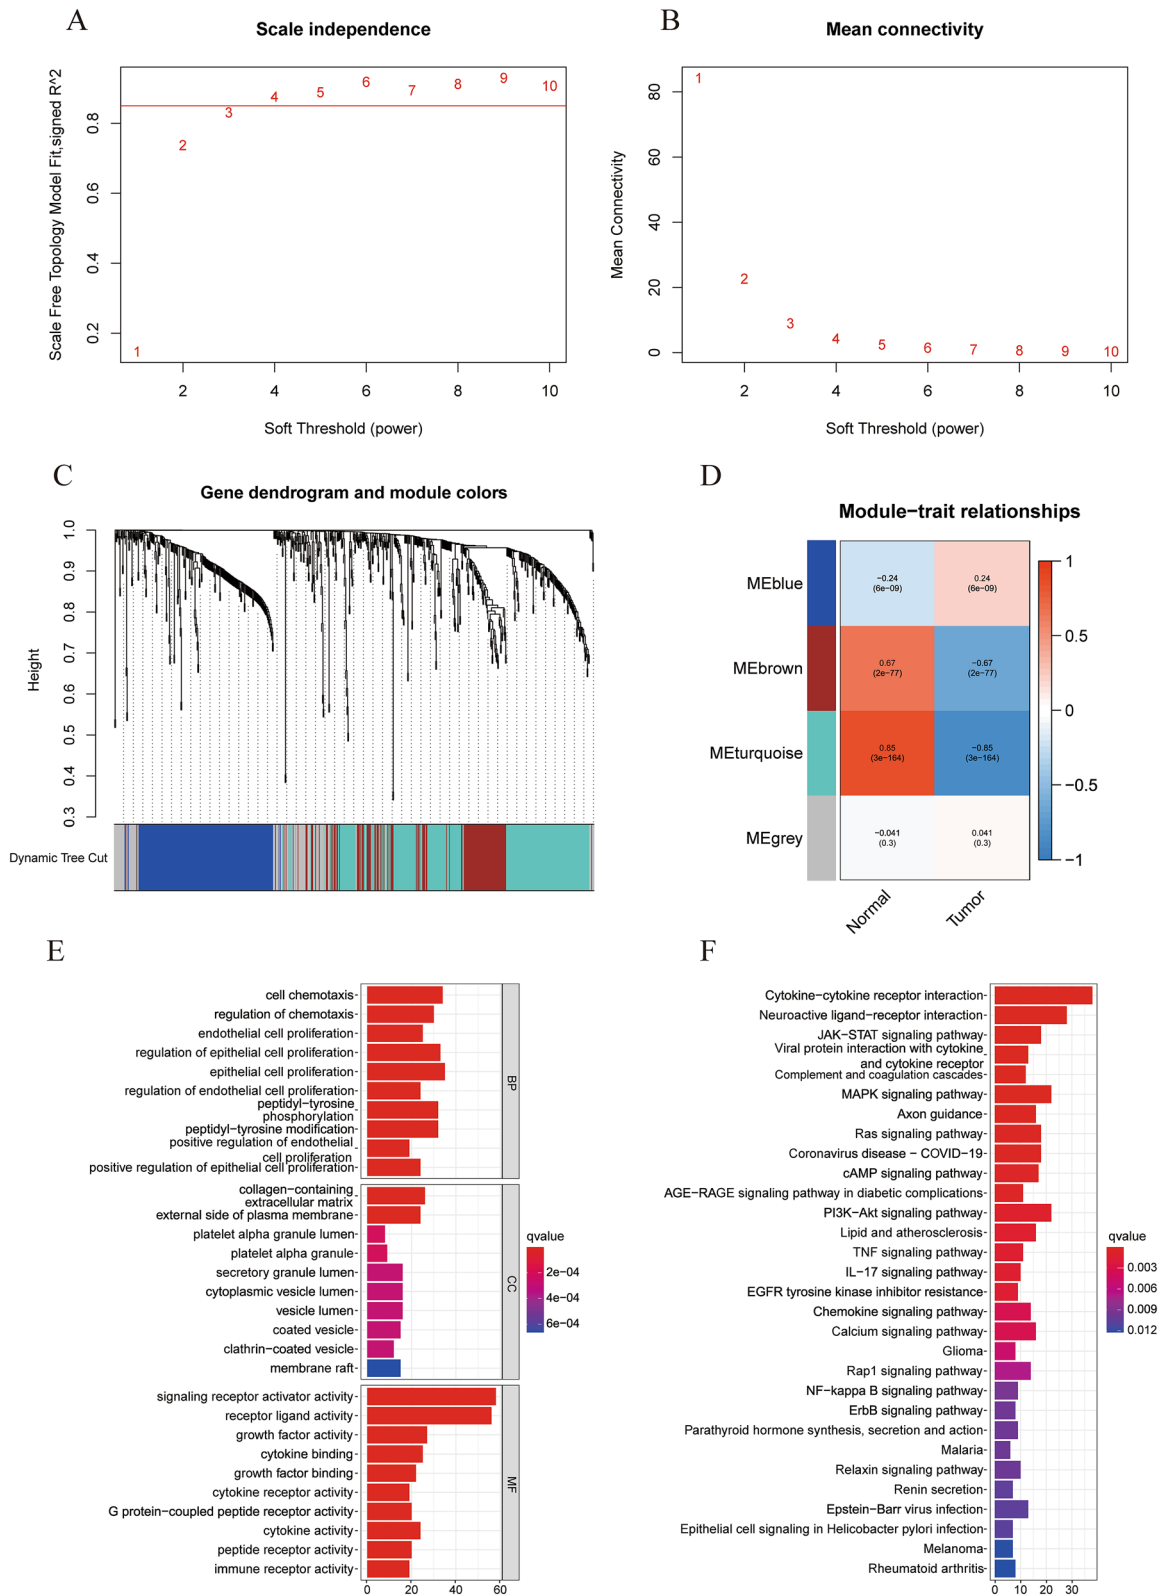 A
Scale independence
Scale Free Topology Model Fit,signed R^2
0.2
0.4
0.6
0.8
1
2
3
4
5
6
7
8
9
10
2
4
6
8
10
Soft Threshold (power)
B
Mean connectivity
Mean Connectivity
0
20
40
60
80
1
2
3
4
5
6
7
8
9
10
2
4
6
8
10
Soft Threshold (power)
C
Gene dendrogram and module colors
Height
1.0
0.9
0.8
0.7
0.6
0.5
0.4
0.3
Dynamic Tree Cut
D
Module−trait relationships
MEblue
−0.24
(6e−09)
0.24
(6e−09)
MEbrown
0.67
(2e−77)
−0.67
(2e−77)
MEturquoise
0.85
(3e−164)
−0.85
(3e−164)
MEgrey
−0.041
(0.3)
0.041
(0.3)
Normal
Tumor
1
0.5
0
−0.5
−1
E
cell chemotaxis
regulation of chemotaxis
endothelial cell proliferation
regulation of epithelial cell proliferation
epithelial cell proliferation
regulation of endothelial cell proliferation
peptidyl−tyrosine
phosphorylation
peptidyl−tyrosine modification
positive regulation of endothelial
cell proliferation
positive regulation of epithelial cell proliferation
BP
collagen−containing
extracellular matrix
external side of plasma membrane
platelet alpha granule lumen
platelet alpha granule
secretory granule lumen
cytoplasmic vesicle lumen
vesicle lumen
coated vesicle
clathrin−coated vesicle
membrane raft
CC
signaling receptor activator activity
receptor ligand activity
growth factor activity
cytokine binding
growth factor binding
cytokine receptor activity
G protein−coupled peptide receptor activity
cytokine activity
peptide receptor activity
immune receptor activity
MF
0
20
40
60
qvalue
2e−04
4e−04
6e−04
F
Cytokine−cytokine receptor interaction
Neuroactive ligand−receptor interaction
JAK−STAT signaling pathway
Viral protein interaction with cytokine
and cytokine receptor
Complement and coagulation cascades
MAPK signaling pathway
Axon guidance
Ras signaling pathway
Coronavirus disease − COVID−19
cAMP signaling pathway
AGE−RAGE signaling pathway in diabetic complications
PI3K−Akt signaling pathway
Lipid and atherosclerosis
TNF signaling pathway
IL−17 signaling pathway
EGFR tyrosine kinase inhibitor resistance
Chemokine signaling pathway
Calcium signaling pathway
Glioma
Rap1 signaling pathway
NF−kappa B signaling pathway
ErbB signaling pathway
Parathyroid hormone synthesis, secretion and action
Malaria
Relaxin signaling pathway
Renin secretion
Epstein−Barr virus infection
Epithelial cell signaling in Helicobacter pylori infection
Melanoma
Rheumatoid arthritis
0
10
20
30
qvalue
0.003
0.006
0.009
0.012